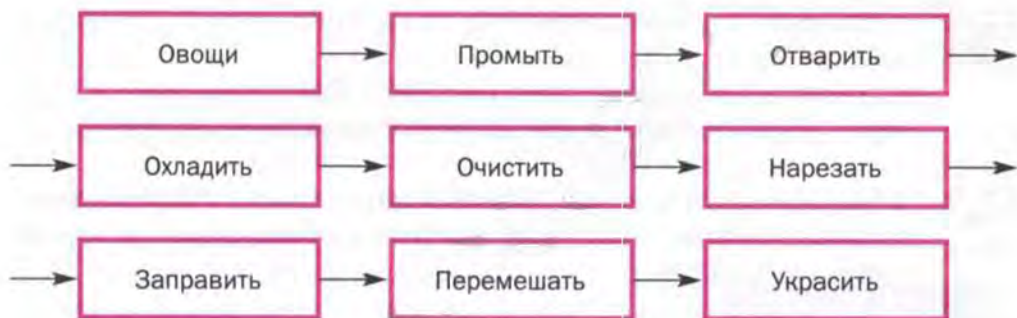 Овощи Промыть Отварить
Охладить Очистить Нарезать
Заправить Перемешать Украсить